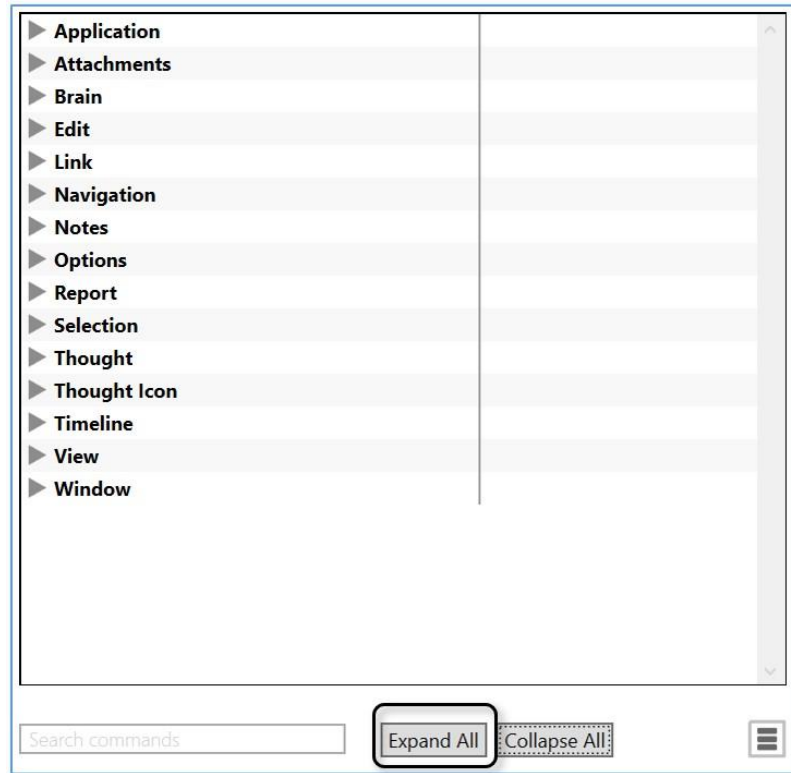 Application
Attachments
Brain
Edit
Link
Navigation
Notes
Options
Report
Selection
Thought
Thought Icon
Timeline
View
Window
Search commands
Expand All
Collapse All